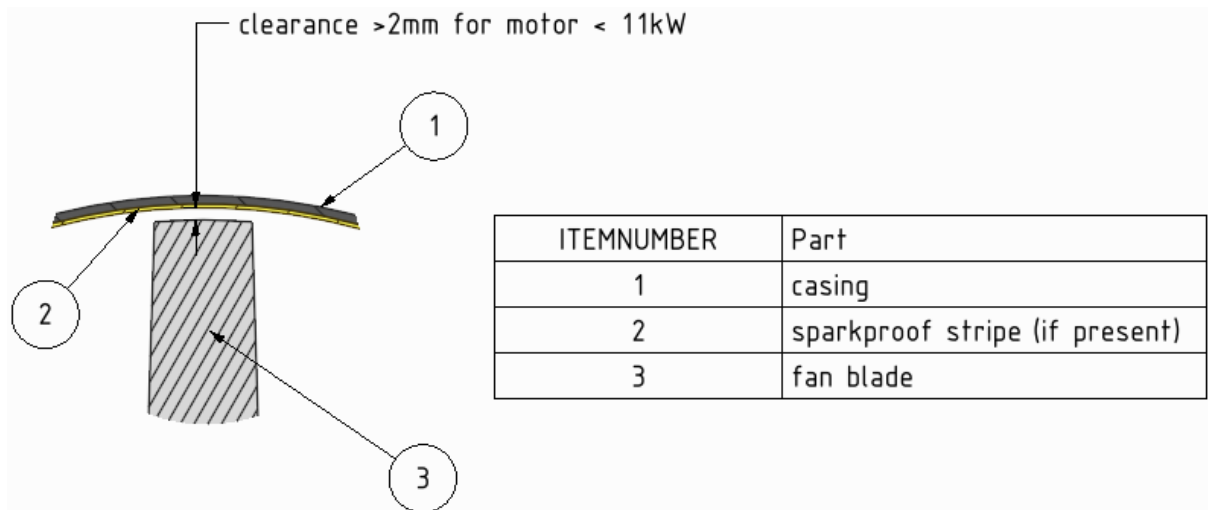 clearance >2mm for motor < 11kW
1
2
3
ITEMNUMBER Part
1 casing
2 sparkproof stripe (if present)
3 fan blade